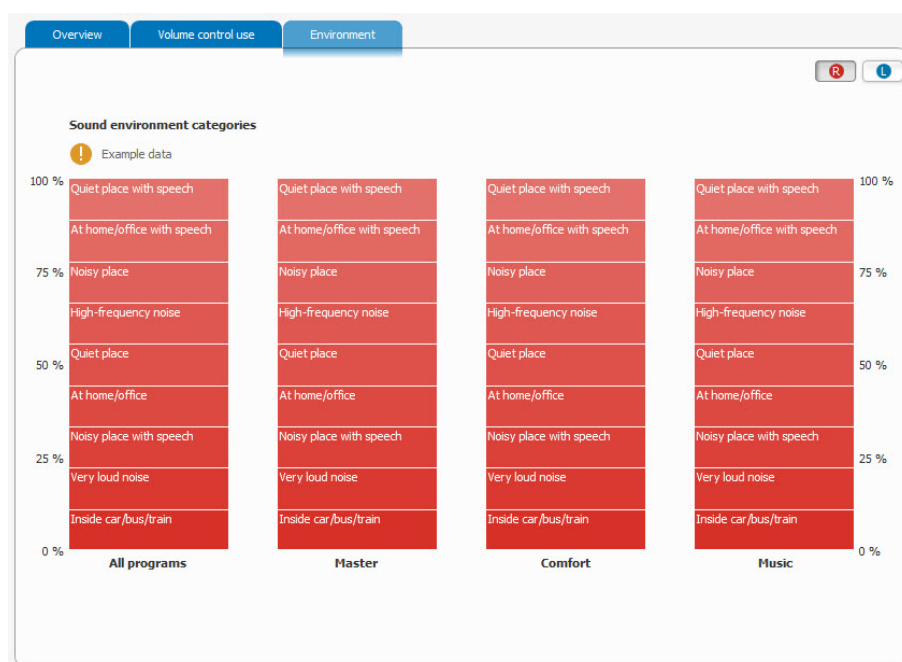 Overview Volume control use Environment
R L
Sound environment categories
! Example data
100 % Quiet place with speech Quiet place with speech Quiet place with speech Quiet place with speech 100 %
At home/office with speech At home/office with speech At home/office with speech At home/office with speech
75 % Noisy place Noisy place Noisy place Noisy place 75 %
High-frequency noise High-frequency noise High-frequency noise High-frequency noise
50 % Quiet place Quiet place Quiet place Quiet place 50 %
At home/office At home/office At home/office At home/office
Noisy place with speech Noisy place with speech Noisy place with speech Noisy place with speech
25 % Very loud noise Very loud noise Very loud noise Very loud noise 25 %
Inside car/bus/train Inside car/bus/train Inside car/bus/train Inside car/bus/train
0 % 0 %
All programs Master Comfort Music